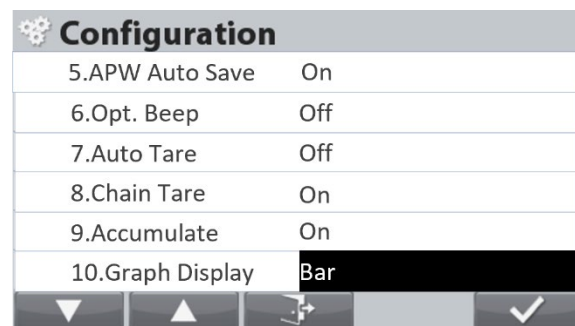 Configuration
5.APW Auto Save On
6.Opt. Beep Off
7.Auto Tare Off
8.Chain Tare On
9.Accumulate On
10.Graph Display Bar